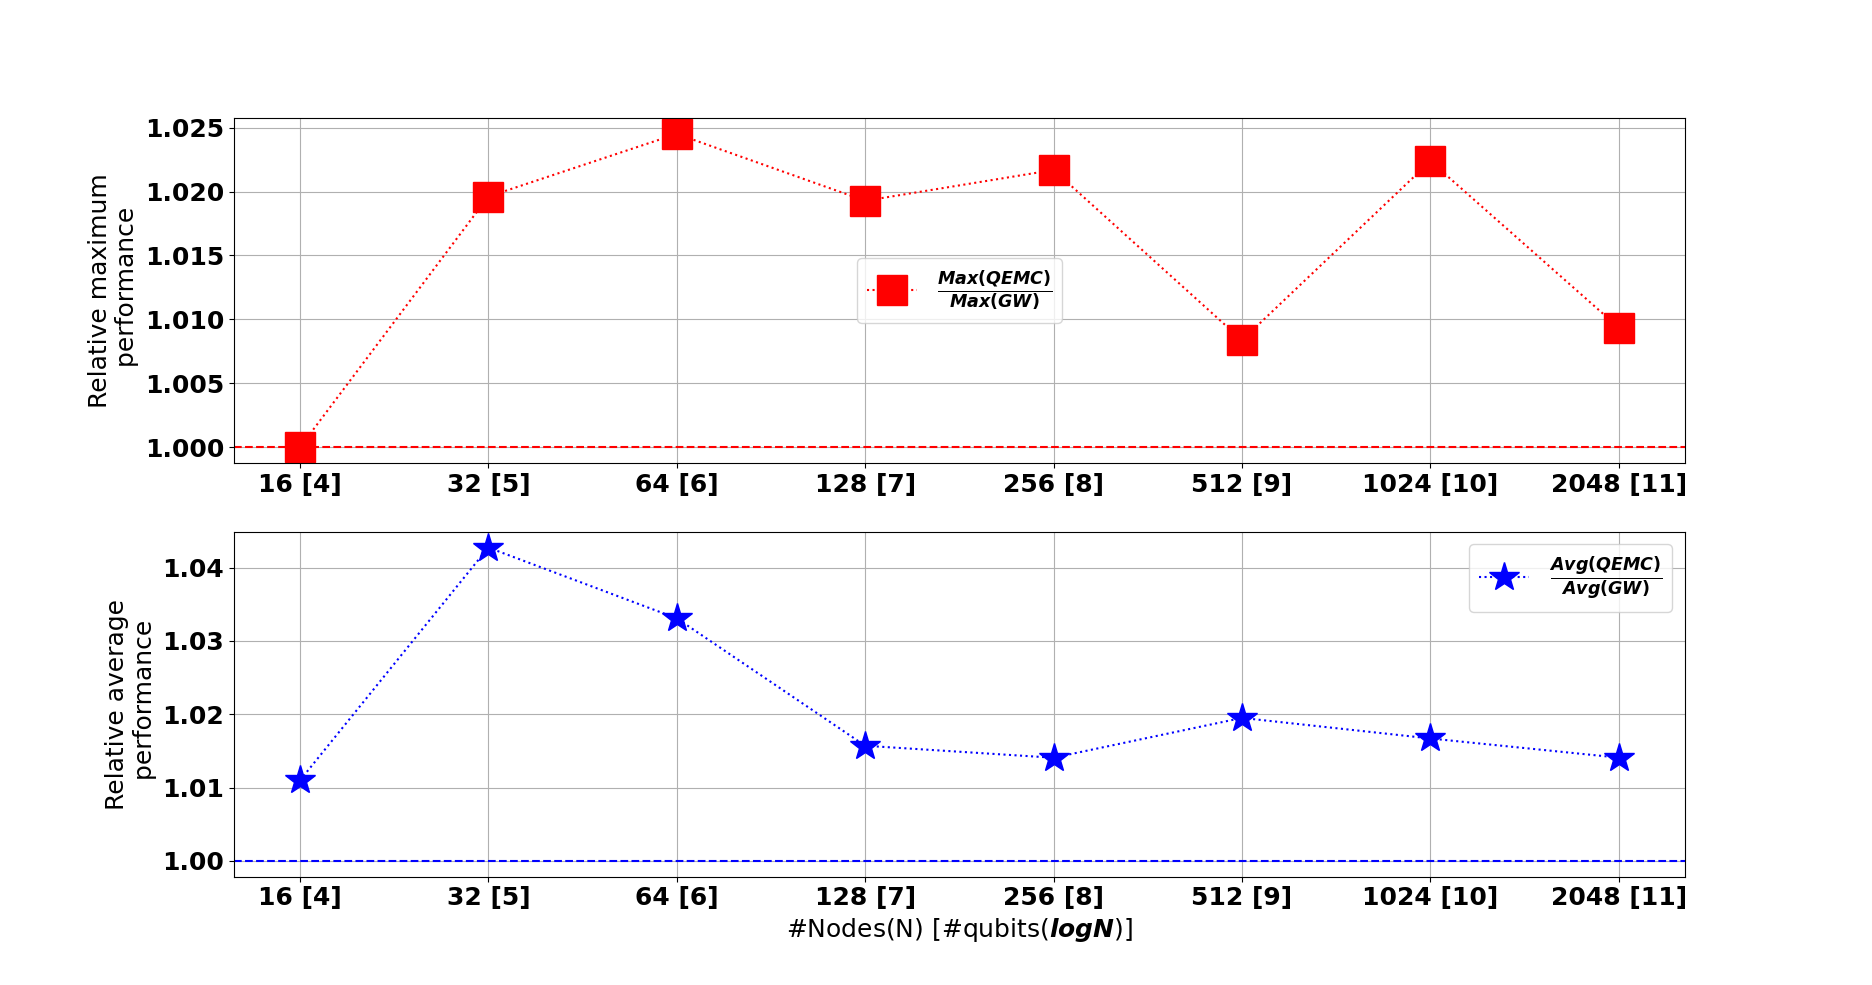 Relative maximum
performance
1.025
1.020
1.015
1.010
1.005
1.000
Max(QEMC)
Max(GW)
16 [4] 32 [5] 64 [6] 128 [7] 256 [8] 512 [9] 1024 [10] 2048 [11]
Relative average
performance
1.04
1.03
1.02
1.01
1.00
Avg(QEMC)
Avg(GW)
16 [4] 32 [5] 64 [6] 128 [7] 256 [8] 512 [9] 1024 [10] 2048 [11]
#Nodes(N) [#qubits(logN)]